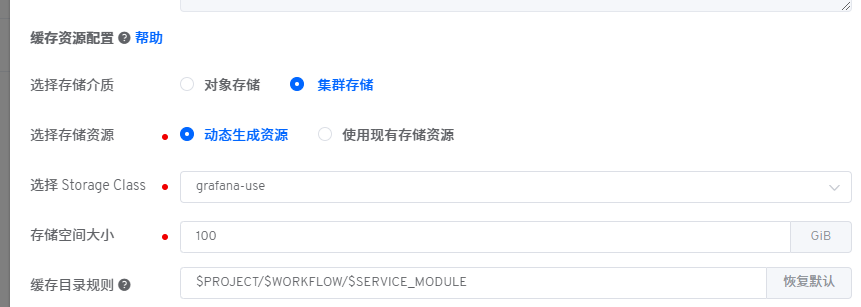 缓存资源配置 ? 帮助
选择存储介质 对象存储 集群存储
选择存储资源 动态生成资源 使用现有存储资源
选择 Storage Class grafana-use
存储空间大小 100 GiB
缓存目录规则 ? $PROJECT/$WORKFLOW/$SERVICE_MODULE 恢复默认